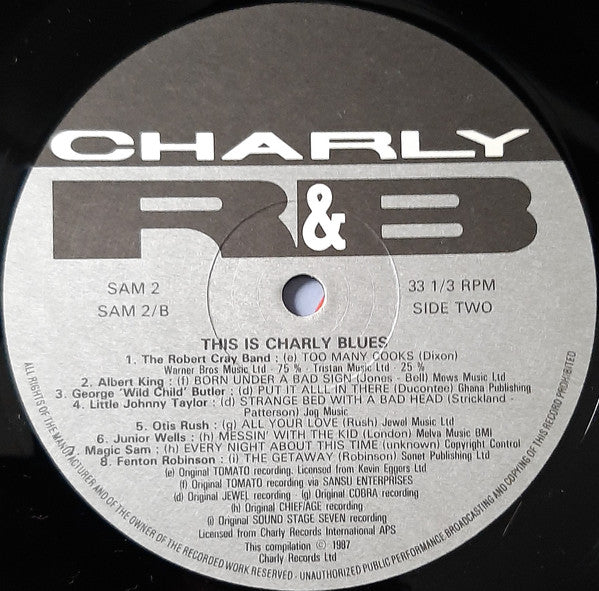 CHARLY
R&B
SAM 2
SAM 2/B
33 1/3 RPM
SIDE TWO
THIS IS CHARLY BLUES
1. The Robert Cray Band : (e) TOO MANY COOKS (Dixon)
Warner Bros Music Ltd - 75 % · Tristan Music Ltd - 25 %
2. Albert King : (f) BORN UNDER A BAD SIGN (Jones - Bell) Mews Music Ltd
3. George 'Wild Child' Butler : (d) PUT IT ALLL IN THERE (Ducontee) Ghana Publishing
4. Little Johnny Taylor : (d) STRANGE BED WITH A BAD HEAD (Strickland -
Patterson) Jog Music
5. Otis Rush : (g) ALL YOUR LOVE (Rush) Jewel Music Ltd
6. Junior Wells : (h) MESSIN' WITH THE KID (London) Melva Music BMI
7. Magic Sam : (h) EVERY NIGHT ABOUT THIS TIME (unknown) Copyright Control
8. Fenton Robinson : (i) THE GETAWAY (Robinson) Sonet Publishing Ltd
(e) Original TOMATO recording. Licensed from Kevin Eggers Ltd
(f) Original TOMATO recording via SANSU ENTERPRISES
(d) Original JEWEL recording - (g) Original COBRA recording
(h) Original CHIEF/AGE recording
(i) Original SOUND STAGE SEVEN recording
Licensed from Charly Records International APS
This compilation ℗ 1987
Charly Records Ltd
ALL RIGHTS OF THE MANUFACTURER AND OF THE OWNER OF THE RECORDED WORK RESERVED - UNAUTHORIZED PUBLIC PERFORMANCE BROADCASTING AND COPYING OF THIS RECORD PROHIBITED